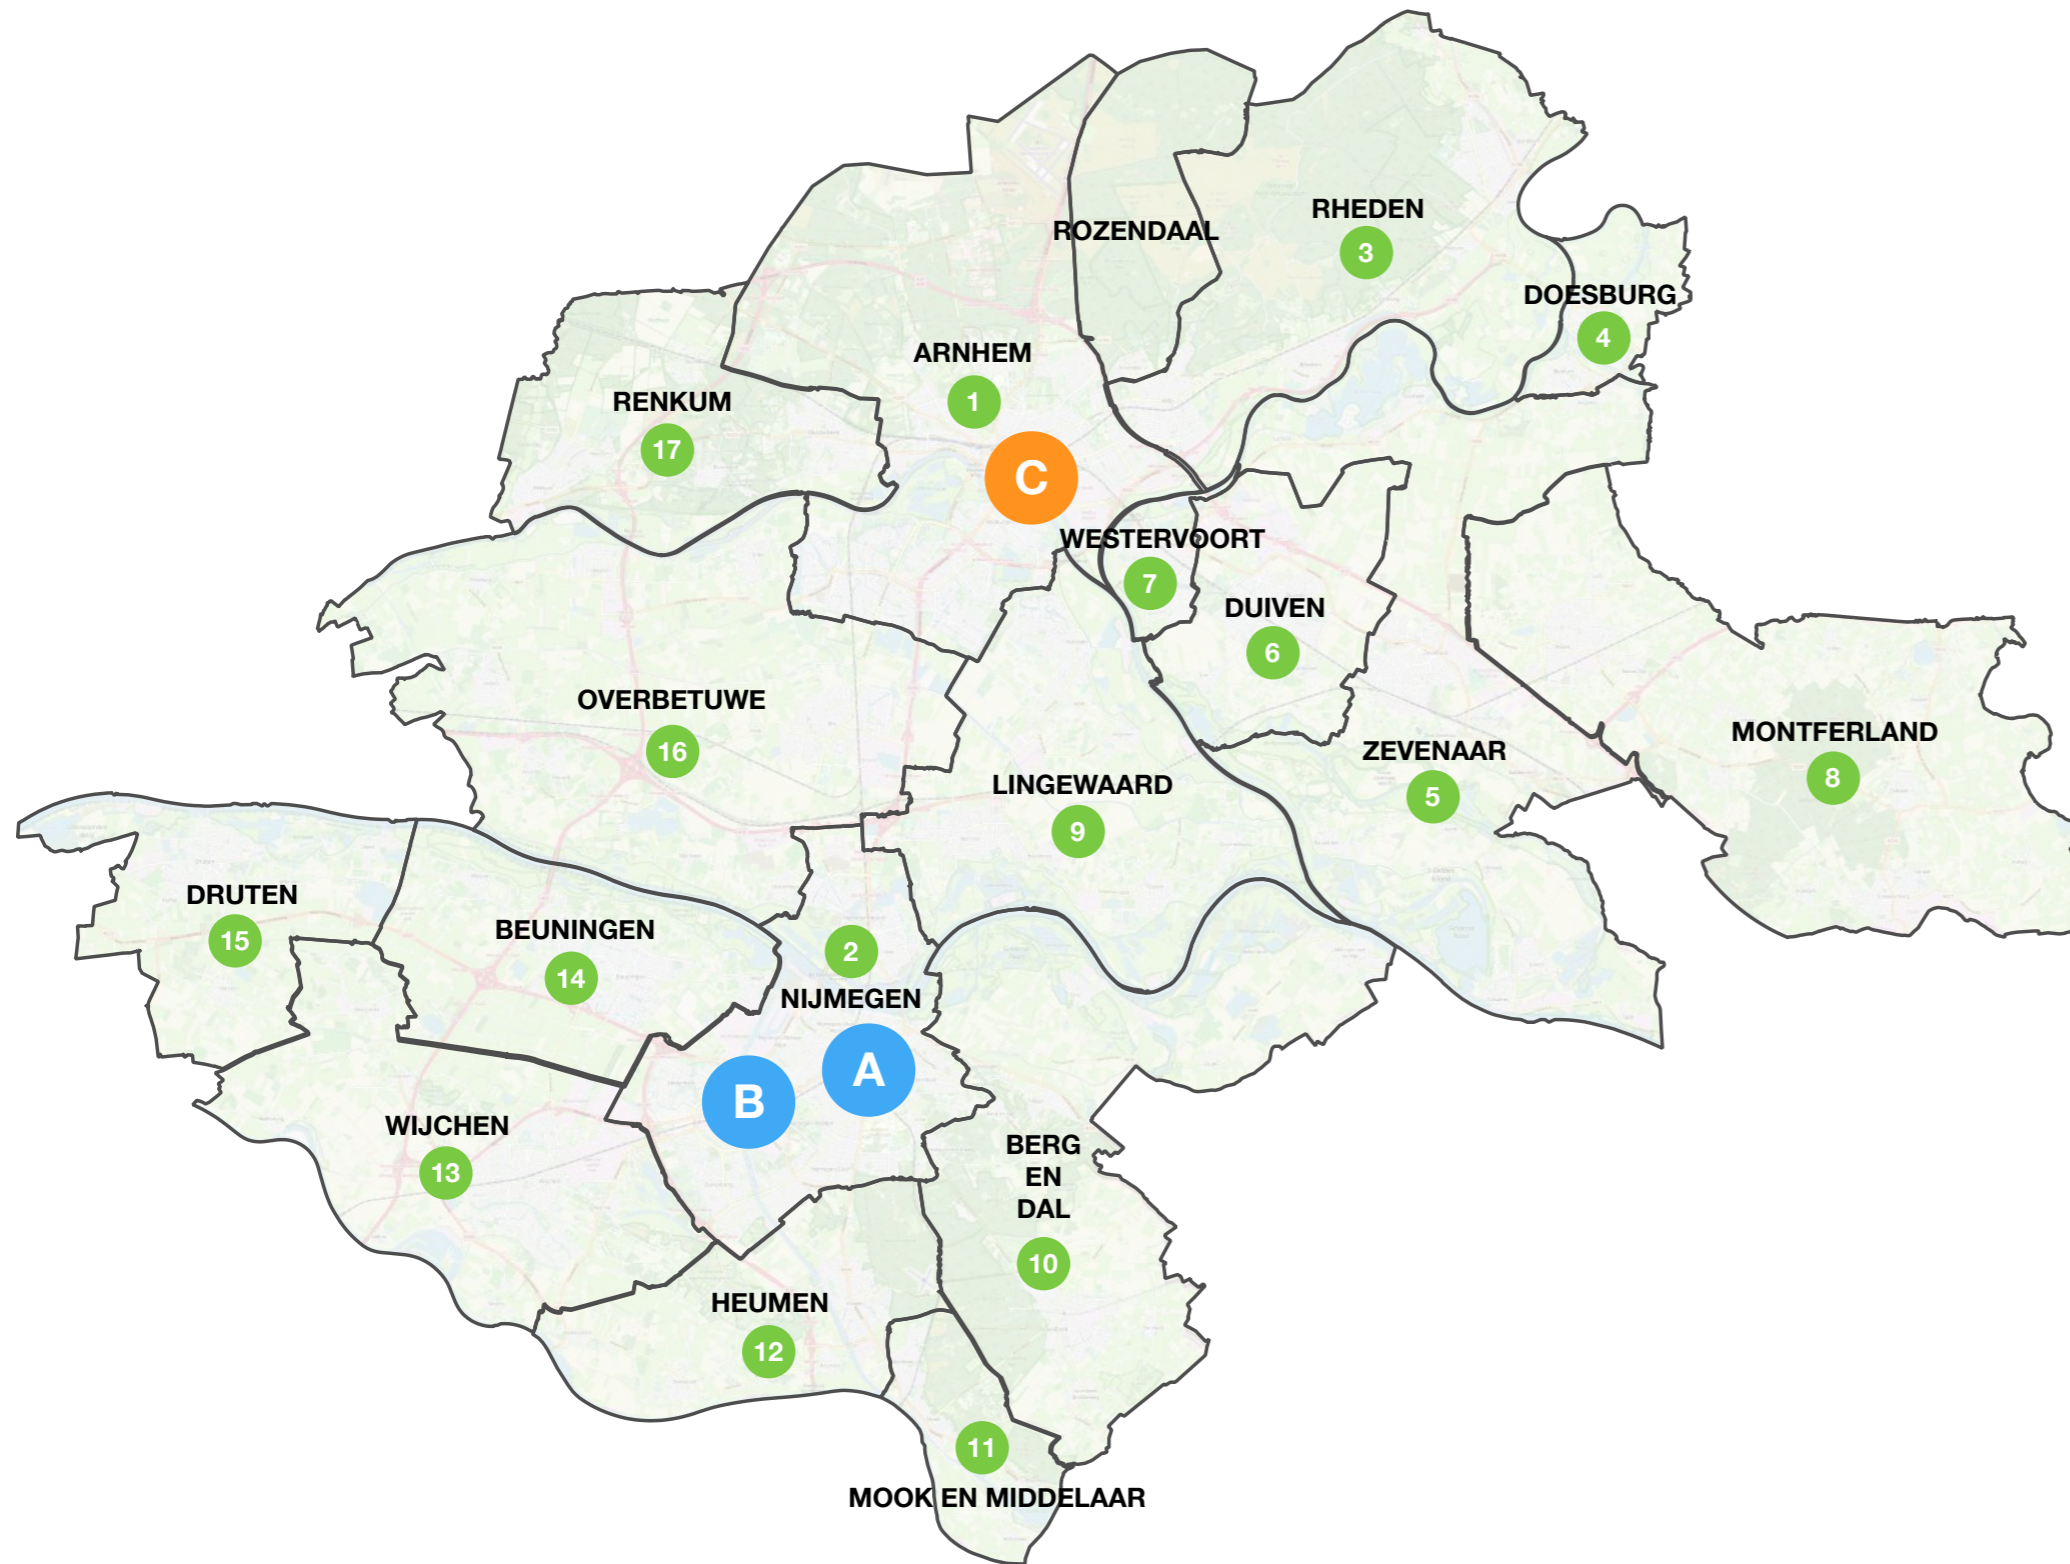 RHEDEN
3
ROZENDAAL
DOESBURG
4
ARNHEM
1
RENKUM
17
C
WESTERVOORT
7
DUIVEN
6
OVERBETUWE
16
MONTFERLAND
8
ZEVENAAR
5
LINGEWAARD
9
DRUTEN
15
BEUNINGEN
14
2
NIJMEGEN
A
B
WIJCHEN
13
BERG
EN
DAL
10
HEUMEN
12
11
MOOK EN MIDDELAAR